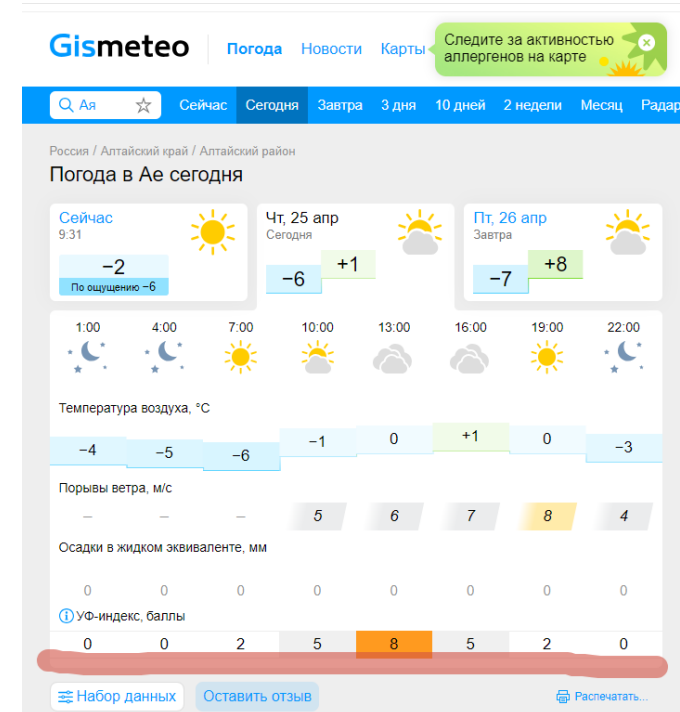 Gismeteo
Погода Новости Карты
Следите за активностью
аллергенов на карте
Ая Сейчас Сегодня Завтра 3 дня 10 дней 2 недели Месяц Радар
Россия / Алтайский край / Алтайский район
Погода в Ае сегодня
Сейчас
9:31
−2
По ощущению −6
Чт, 25 апр
Сегодня
−6 +1
Пт, 26 апр
Завтра
−7 +8
1:00 4:00 7:00 10:00 13:00 16:00 19:00 22:00
Температура воздуха, °C
−4 −5 −6 −1 0 +1 0 −3
Порывы ветра, м/с
– – – 5 6 7 8 4
Осадки в жидком эквиваленте, мм
0 0 0 0 0 0 0 0
УФ-индекс, баллы
0 0 2 5 8 5 2 0
Набор данных Оставить отзыв Распечатать...